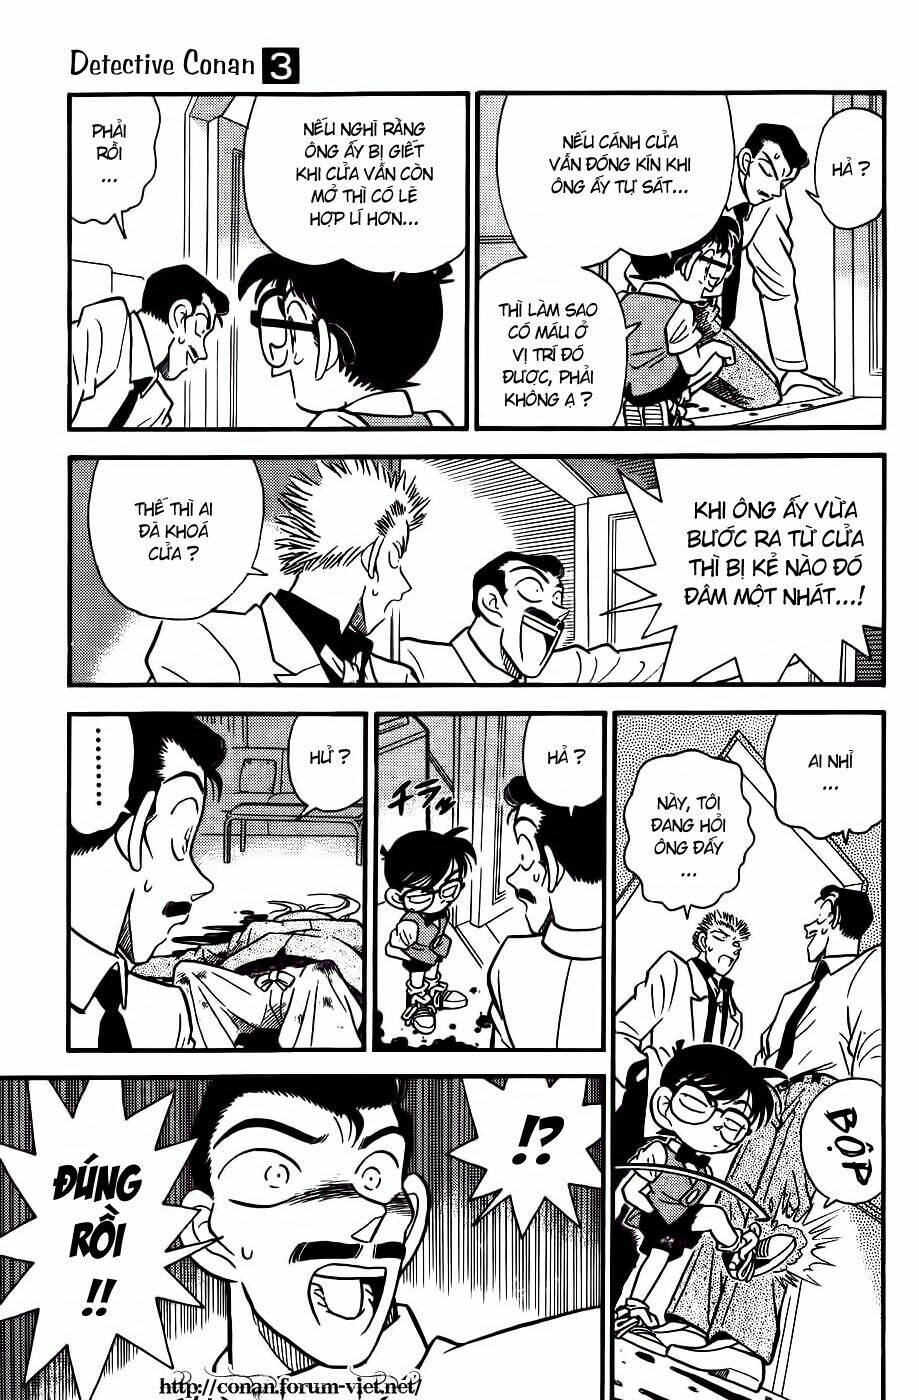 Detective Conan 3
NẾU CÁNH CỬA
VẪN ĐÓNG KÍN KHI
ÔNG ẤY TỰ SÁT...
HẢ ?
THÌ LÀM SAO
CÓ MÁU Ở
VỊ TRÍ ĐÓ
ĐƯỢC, PHẢI
KHÔNG Ạ ?
NẾU NGHĨ RẰNG
ÔNG ẤY BỊ GIẾT
KHI CỬA VẪN CÒN
MỞ THÌ CÓ LẼ
HỢP LÍ HƠN...
PHẢI
RỒI
...
KHI ÔNG ẤY VỪA
BƯỚC RA TỪ CỬA
THÌ BỊ KẺ NÀO ĐÓ
ĐÂM MỘT NHÁT...!
THẾ THÌ AI
ĐÃ KHOÁ
CỬA ?
AI NHỈ
...
NÀY, TÔI
ĐANG HỎI
ÔNG ĐẤY
...
BỘP
HẢ ?
チラッ
HỬ ?
......
!?
ĐÚNG
RỒI
!!
http://conan.forum-viet.net/